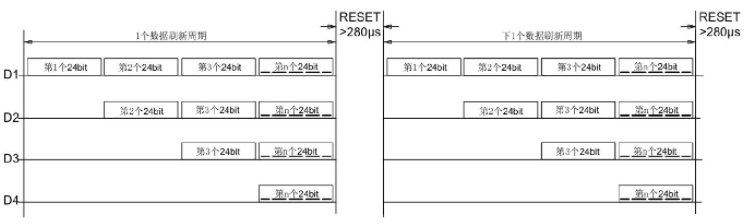 RESET
>280μs
RESET
>280μs
1个数据刷新周期
下1个数据刷新周期
D1 第1个24bit 第2个24bit 第3个24bit 第n个24bit 第1个24bit 第2个24bit 第3个24bit 第n个24bit
D2 第2个24bit 第3个24bit 第n个24bit 第2个24bit 第3个24bit 第n个24bit
D3 第3个24bit 第n个24bit 第3个24bit 第n个24bit
D4 第n个24bit 第n个24bit